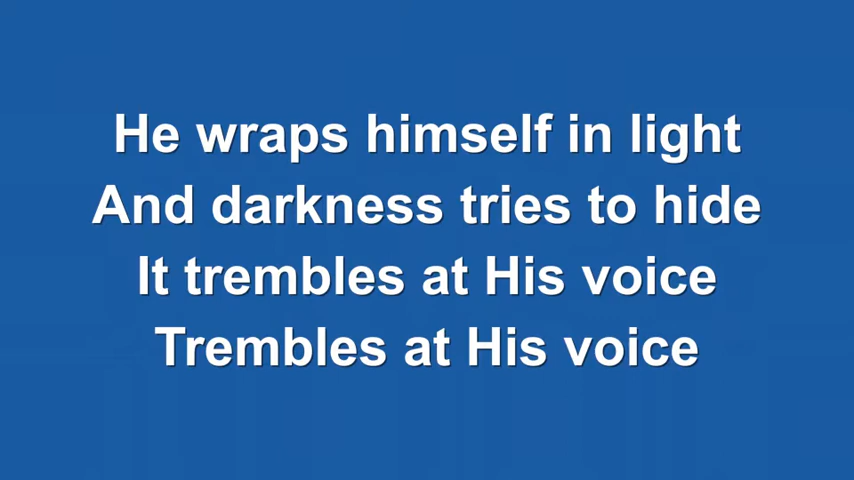 He wraps himself in light
And darkness tries to hide
It trembles at His voice
Trembles at His voice